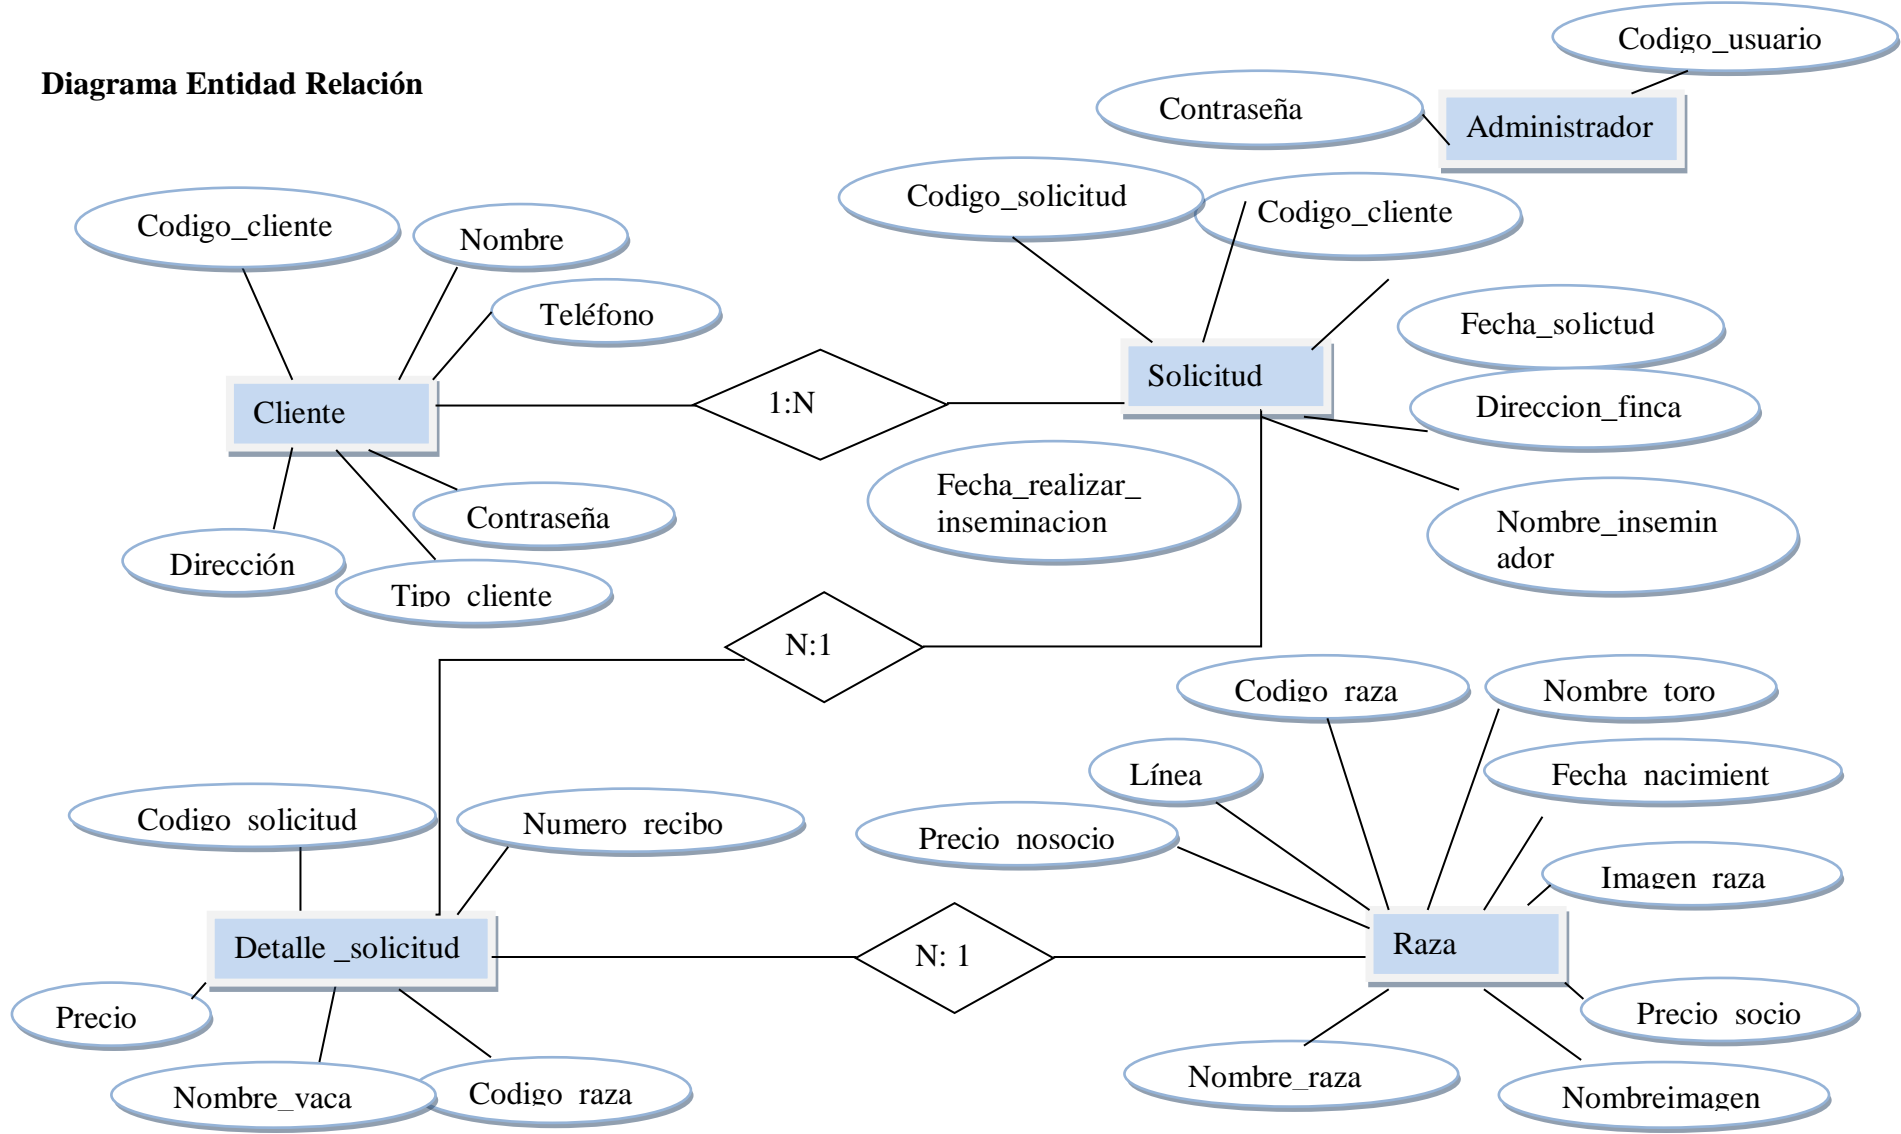 Diagrama Entidad Relación
Codigo_usuario
Contraseña
Administrador
Codigo_solicitud
Codigo_cliente
Codigo_cliente
Nombre
Teléfono
Fecha_solictud
Cliente
1:N
Solicitud
Direccion_finca
Fecha_realizar_
inseminacion
Contraseña
Nombre_insemin
ador
Dirección
Tipo_cliente
N:1
Codigo_raza
Nombre_toro
Línea
Fecha_nacimient
Codigo_solicitud
Numero_recibo
Precio_nosocio
Imagen_raza
Detalle _solicitud
N: 1
Raza
Precio
Precio_socio
Nombre_vaca
Codigo_raza
Nombre_raza
Nombreimagen